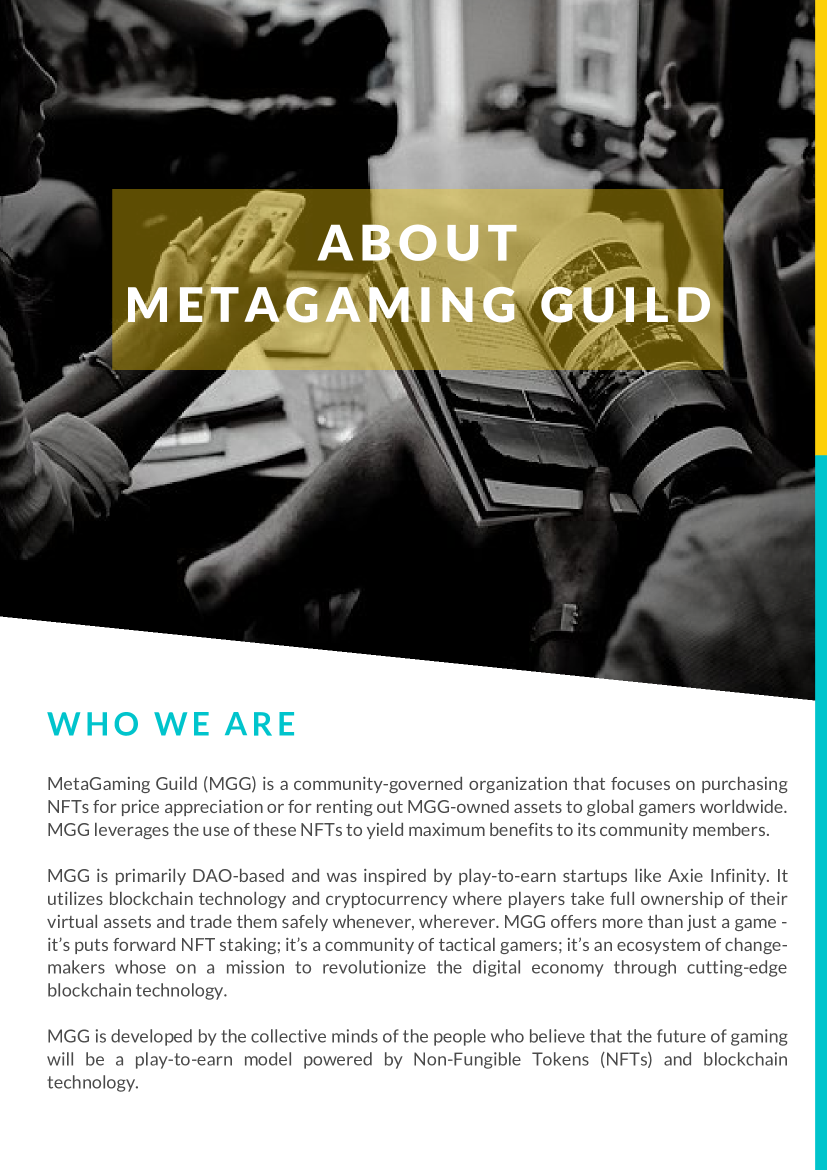 ABOUT
METAGAMING GUILD
WHO WE ARE
MetaGaming Guild (MGG) is a community-governed organization that focuses on purchasing
NFTs for price appreciation or for renting out MGG-owned assets to global gamers worldwide.
MGG leverages the use of these NFTs to yield maximum benefits to its community members.
MGG is primarily DAO-based and was inspired by play-to-earn startups like Axie Infinity. It
utilizes blockchain technology and cryptocurrency where players take full ownership of their
virtual assets and trade them safely whenever, wherever. MGG offers more than just a game -
it’s puts forward NFT staking; it’s a community of tactical gamers; it’s an ecosystem of change-
makers whose on a mission to revolutionize the digital economy through cutting-edge
blockchain technology.
MGG is developed by the collective minds of the people who believe that the future of gaming
will be a play-to-earn model powered by Non-Fungible Tokens (NFTs) and blockchain
technology.